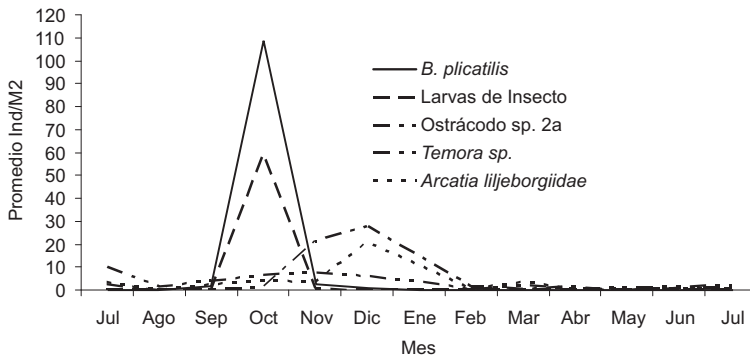 120
110
100
90
80
70
60
50
40
30
20
10
0
Promedio Ind/M2
B. plicatilis
Larvas de Insecto
Ostrácodo sp. 2a
Temora sp.
Arcatia liljeborgiidae
Jul Ago Sep Oct Nov Dic Ene Feb Mar Abr May Jun Jul
Mes